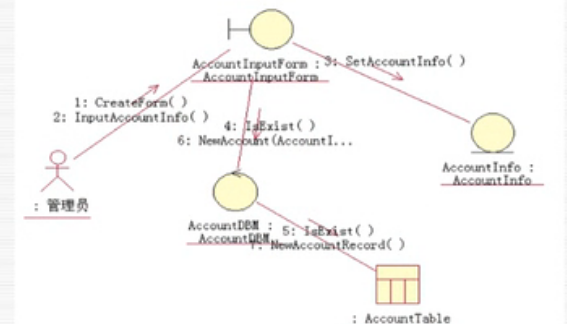 AccountInputForm :
AccountInputForm
3: SetAccountInfo( )
1: CreateForm( )
2: InputAccountInfo( )
4: IsExist( )
6: NewAccount(AccountI...
: 管理员
AccountInfo :
AccountInfo
AccountDBM :
AccountDBM
5: IsExist( )
7: NewAccountRecord( )
: AccountTable